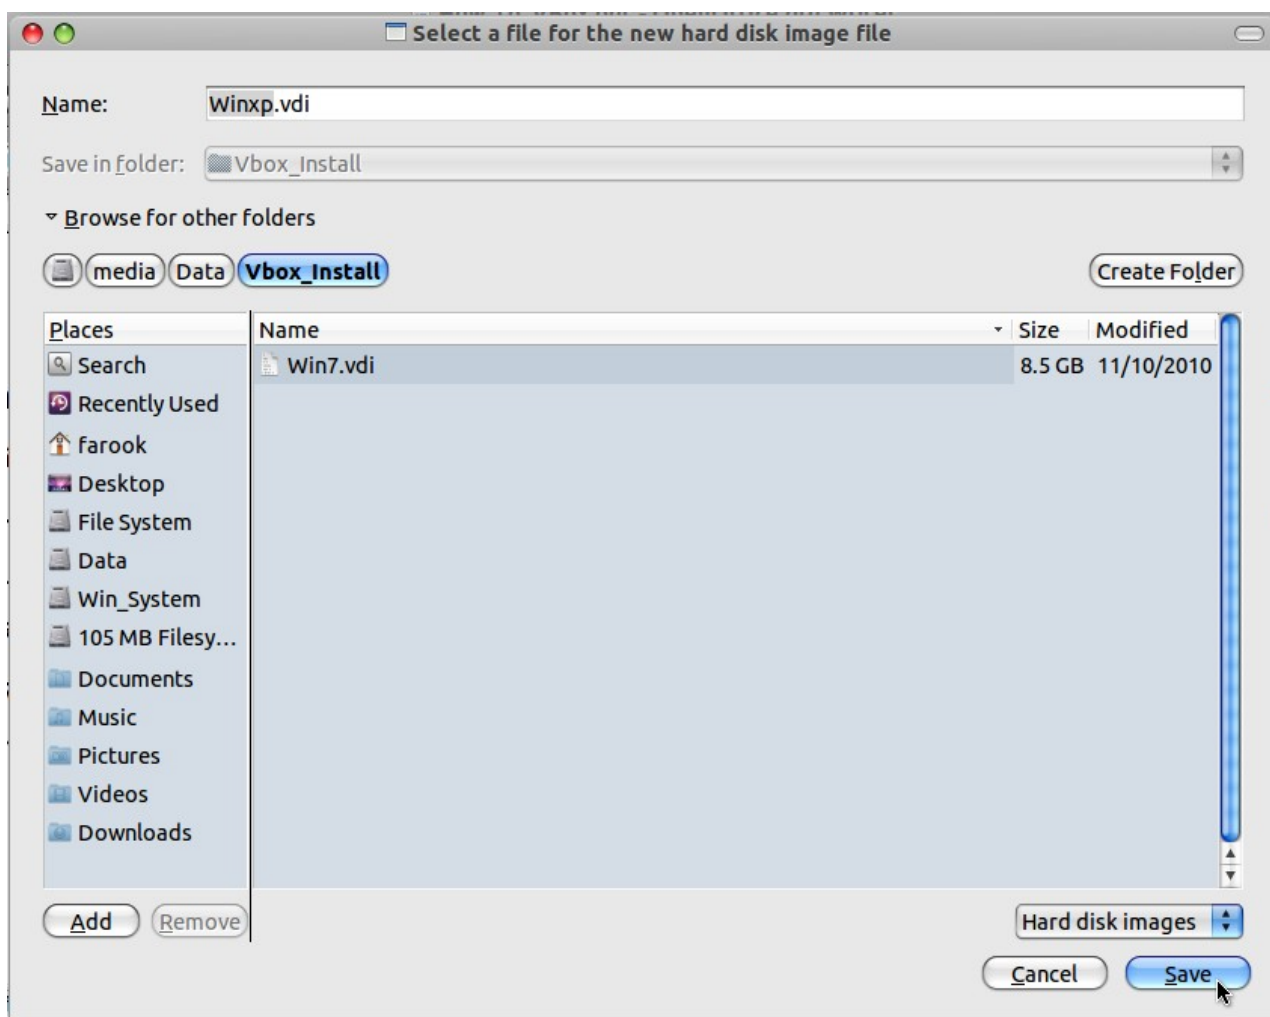 Select a file for the new hard disk image file
Name: Winxp.vdi
Save in folder: Vbox_Install
Browse for other folders
media Data Vbox_Install Create Folder
Places Name Size Modified
Search Win7.vdi 8.5 GB 11/10/2010
Recently Used
farook
Desktop
File System
Data
Win_System
105 MB Filesy...
Documents
Music
Pictures
Videos
Downloads
Add Remove Hard disk images
Cancel Save